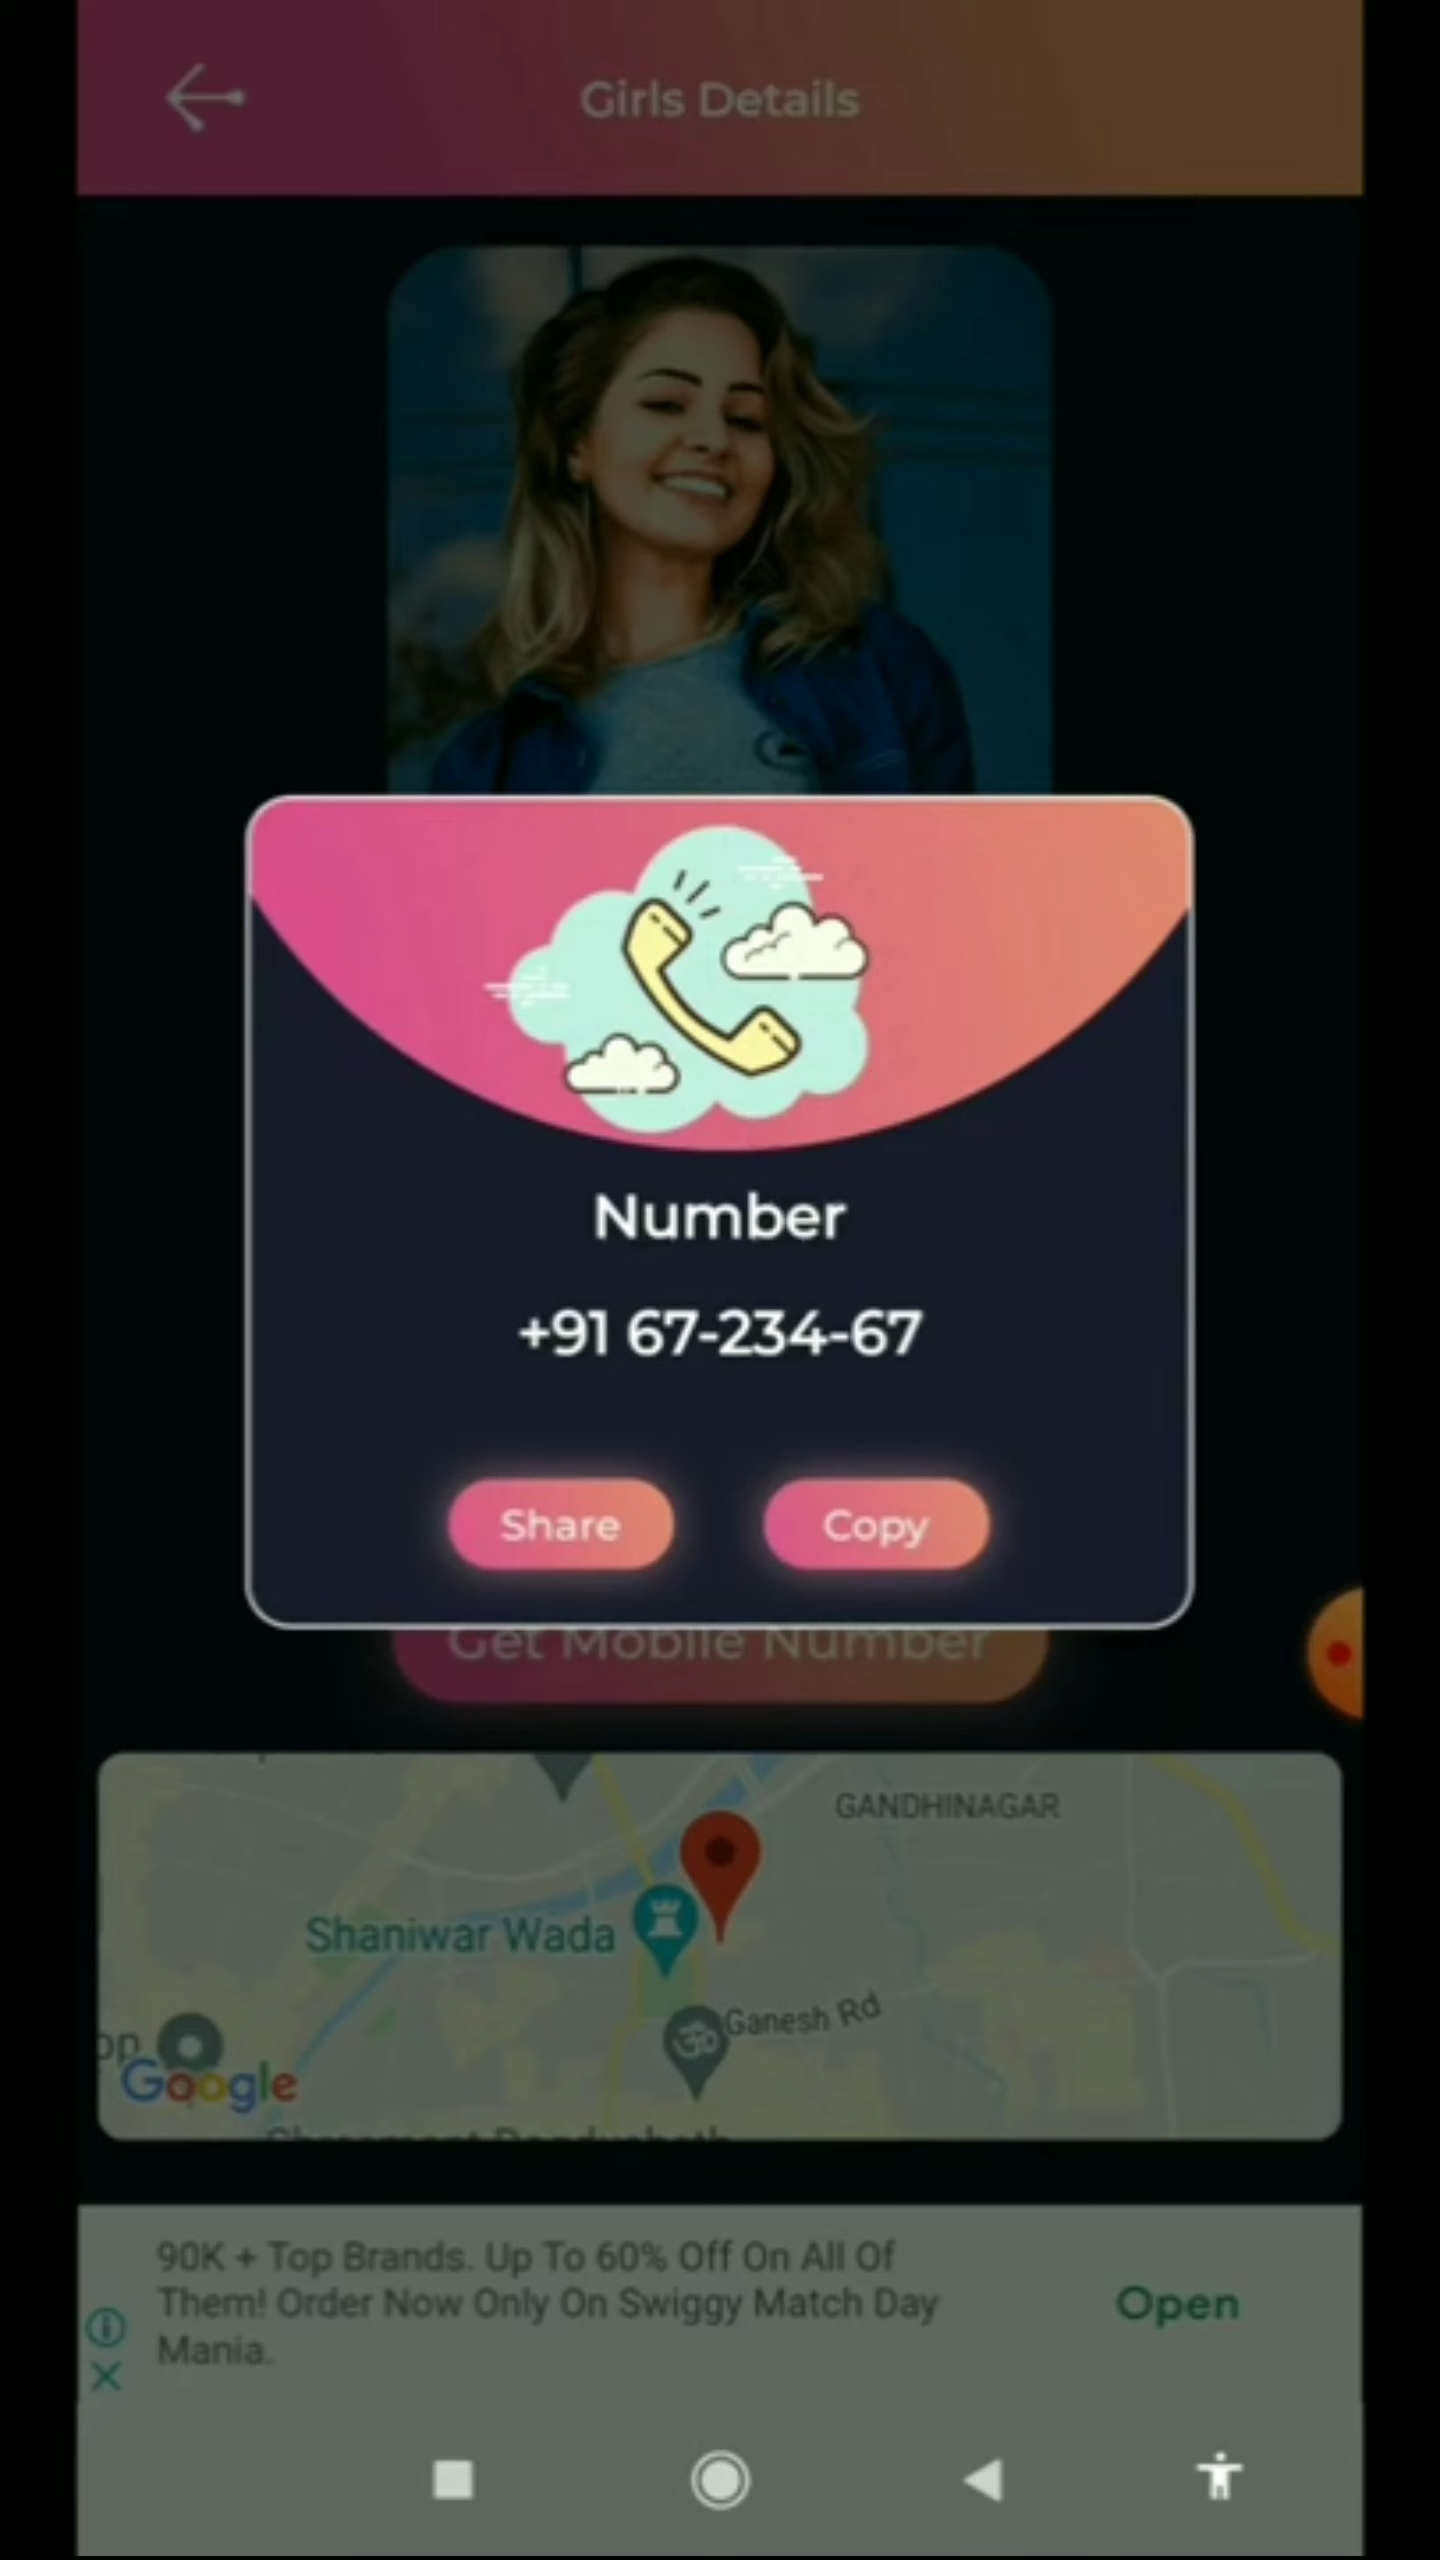 Girls Details
Number
+91 67-234-67
Share
Copy
Get Mobile Number
GANDHINAGAR
Shaniwar Wada
Ganesh Rd
op
Google
90K + Top Brands. Up To 60% Off On All Of
Them! Order Now Only On Swiggy Match Day
Mania.
Open